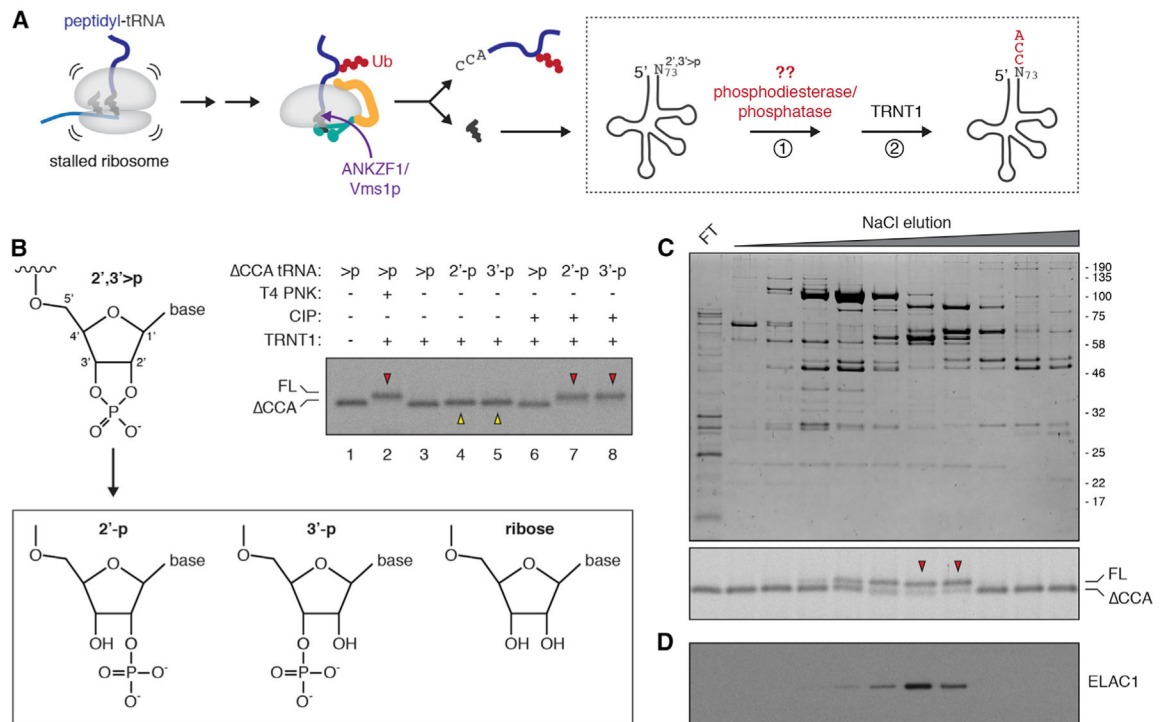 A
peptidyl-tRNA
stalled ribosome
Ub
ANKZF1/
Vms1p
CCA
5' N73 2',3'>p
??
phosphodiesterase/
phosphatase
1
TRNT1
2
A
C
C
5' N73
B
2',3'>p
O
5'
O
base
4'
1'
3'
2'
O
O
P
O
O-
ΔCCA tRNA: >p >p >p 2'-p 3'-p >p 2'-p 3'-p
T4 PNK: - + - - - - - -
CIP: - - - - - + + +
TRNT1: - + + + + + + +
FL
ΔCCA
1 2 3 4 5 6 7 8
2'-p
O
O
base
OH
O
O=P-O-
O-
3'-p
O
O
base
O
OH
O=P-O-
O-
ribose
O
O
base
OH OH
C
NaCl elution
FT
- 190
- 135
- 100
- 75
- 58
- 46
- 32
- 25
- 22
- 17
FL
ΔCCA
D
ELAC1